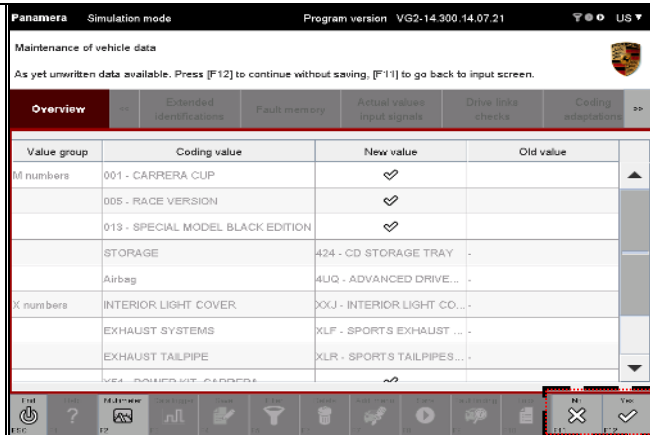 Panamera Simulation mode Program version VG2-14.300.14.07.21 US
Maintenance of vehicle data
As yet unwritten data available. Press [F12] to continue without saving, [F11] to go back to input screen.
Overview << Extended identifications Fault memory Actual values input signals Drive links checks Coding adaptations >>
Value group Coding value New value Old value
M numbers 001 - CARRERA CUP
005 - RACE VERSION
013 - SPECIAL MODEL BLACK EDITION
STORAGE 424 - CD STORAGE TRAY -
Airbag 4UQ - ADVANCED DRIVE... -
X numbers INTERIOR LIGHT COVER XXJ - INTERIOR LIGHT CO... -
EXHAUST SYSTEMS XLF - SPORTS EXHAUST ... -
EXHAUST TAILPIPE XLR - SPORTS TAILPIPES... -
End Multimeter No Yes
ESC F2 F11 F12